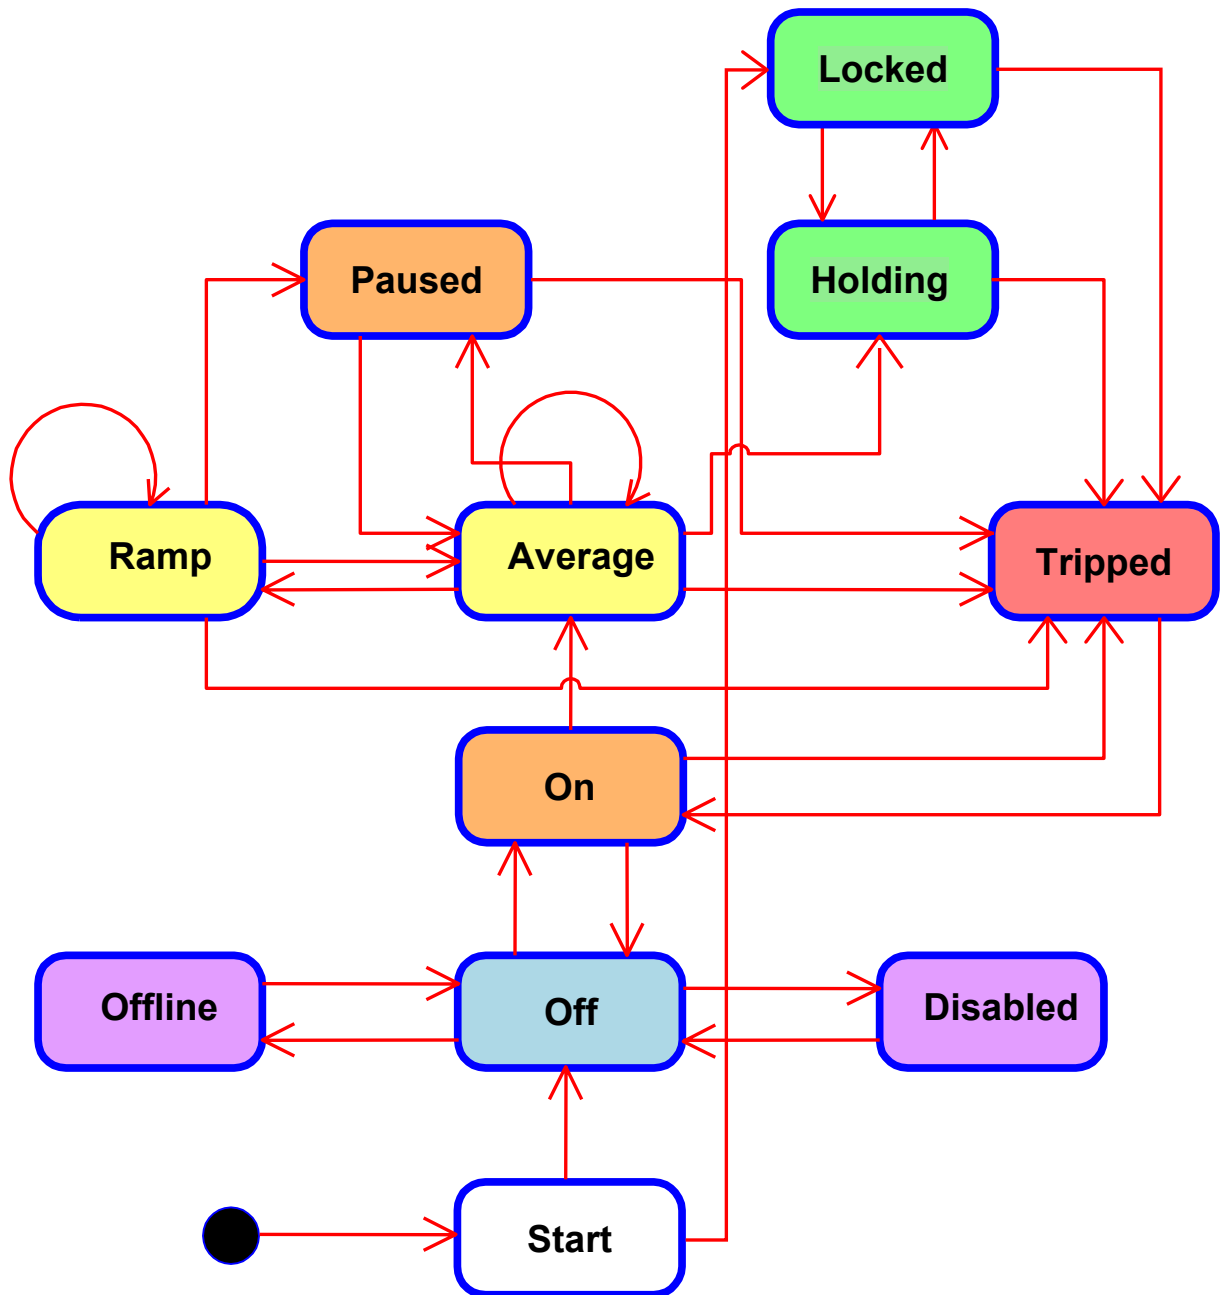 Locked
Paused
Holding
Ramp
Average
Tripped
On
Offline
Off
Disabled
Start